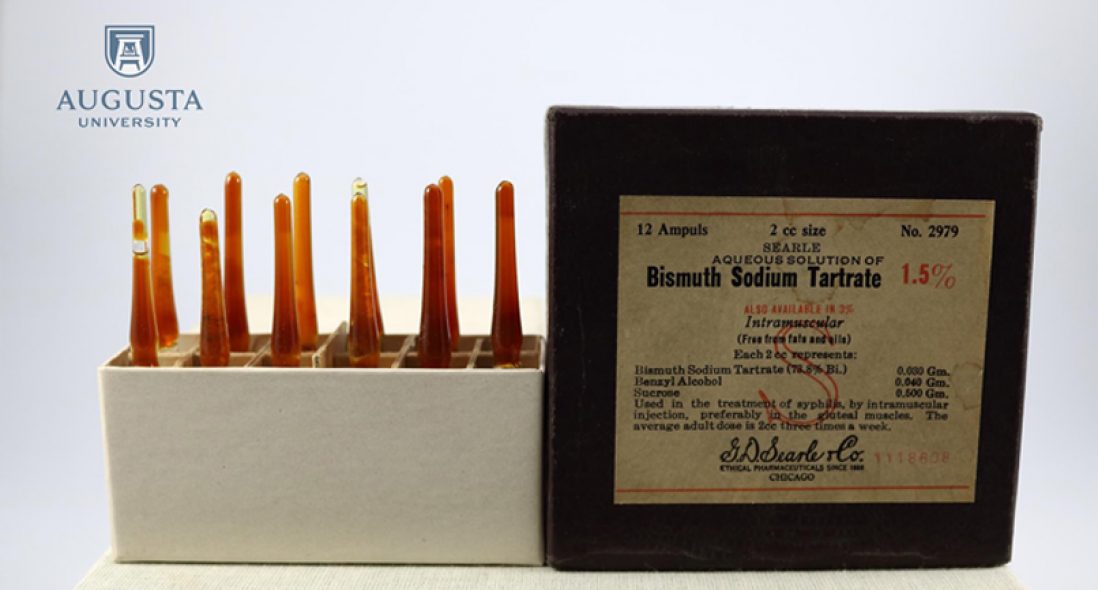 AUGUSTA
UNIVERSITY
12 Ampuls 2 cc size No. 2979
SEARLE
AQUEOUS SOLUTION OF
Bismuth Sodium Tartrate 1.5%
ALSO AVAILABLE IN 3%
Intramuscular
(Free from fats and oils)
Each 2 cc represents:
Bismuth Sodium Tartrate (73.8% Bi.) 0.030 Gm.
Benzyl Alcohol 0.040 Gm.
Sucrose 0.500 Gm.
Used in the treatment of syphilis, by intramuscular
injection, preferably in the gluteal muscles. The
average adult dose is 2cc three times a week.
S
G.D. Searle & Co. 1118608
ETHICAL PHARMACEUTICALS SINCE 1888
CHICAGO